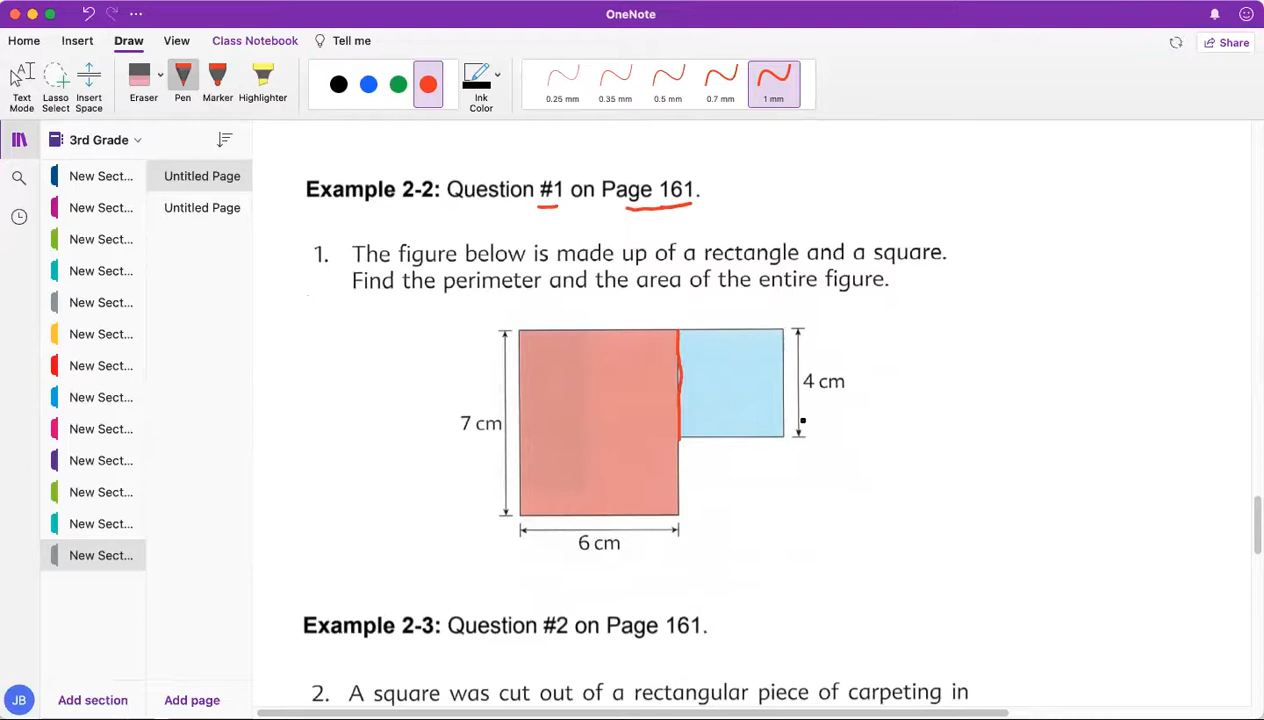 OneNote
Home Insert Draw View Class Notebook Tell me
Share
Text Mode
Lasso Select
Insert Space
Eraser
Pen
Marker
Highlighter
Ink Color
0.25 mm
0.35 mm
0.5 mm
0.7 mm
1 mm
3rd Grade
New Sect...
New Sect...
New Sect...
New Sect...
New Sect...
New Sect...
New Sect...
New Sect...
New Sect...
New Sect...
New Sect...
New Sect...
New Sect...
Untitled Page
Untitled Page
Example 2-2: Question #1 on Page 161.
1. The figure below is made up of a rectangle and a square.
Find the perimeter and the area of the entire figure.
4 cm
7 cm
6 cm
Example 2-3: Question #2 on Page 161.
2. A square was cut out of a rectangular piece of carpeting in
JB
Add section
Add page